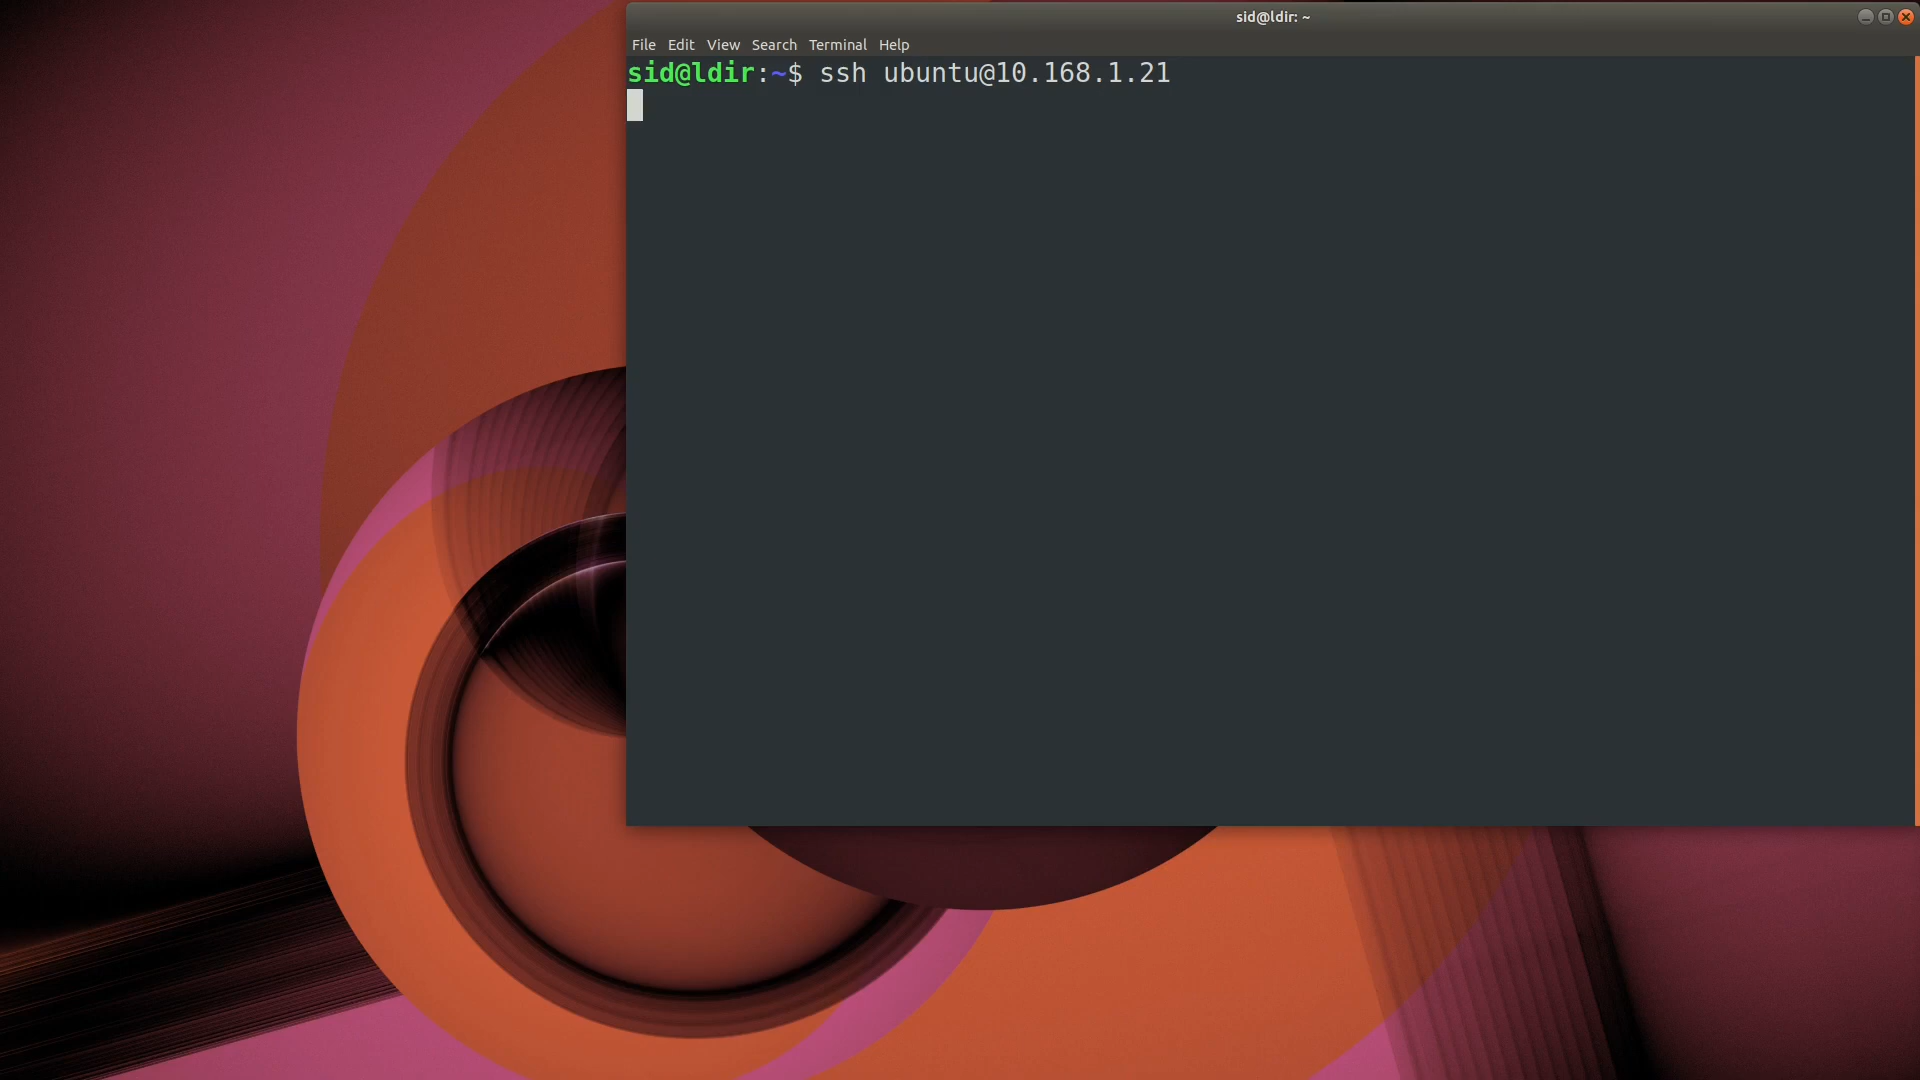 sid@ldir: ~
File Edit View Search Terminal Help
sid@ldir:~$ ssh ubuntu@10.168.1.21